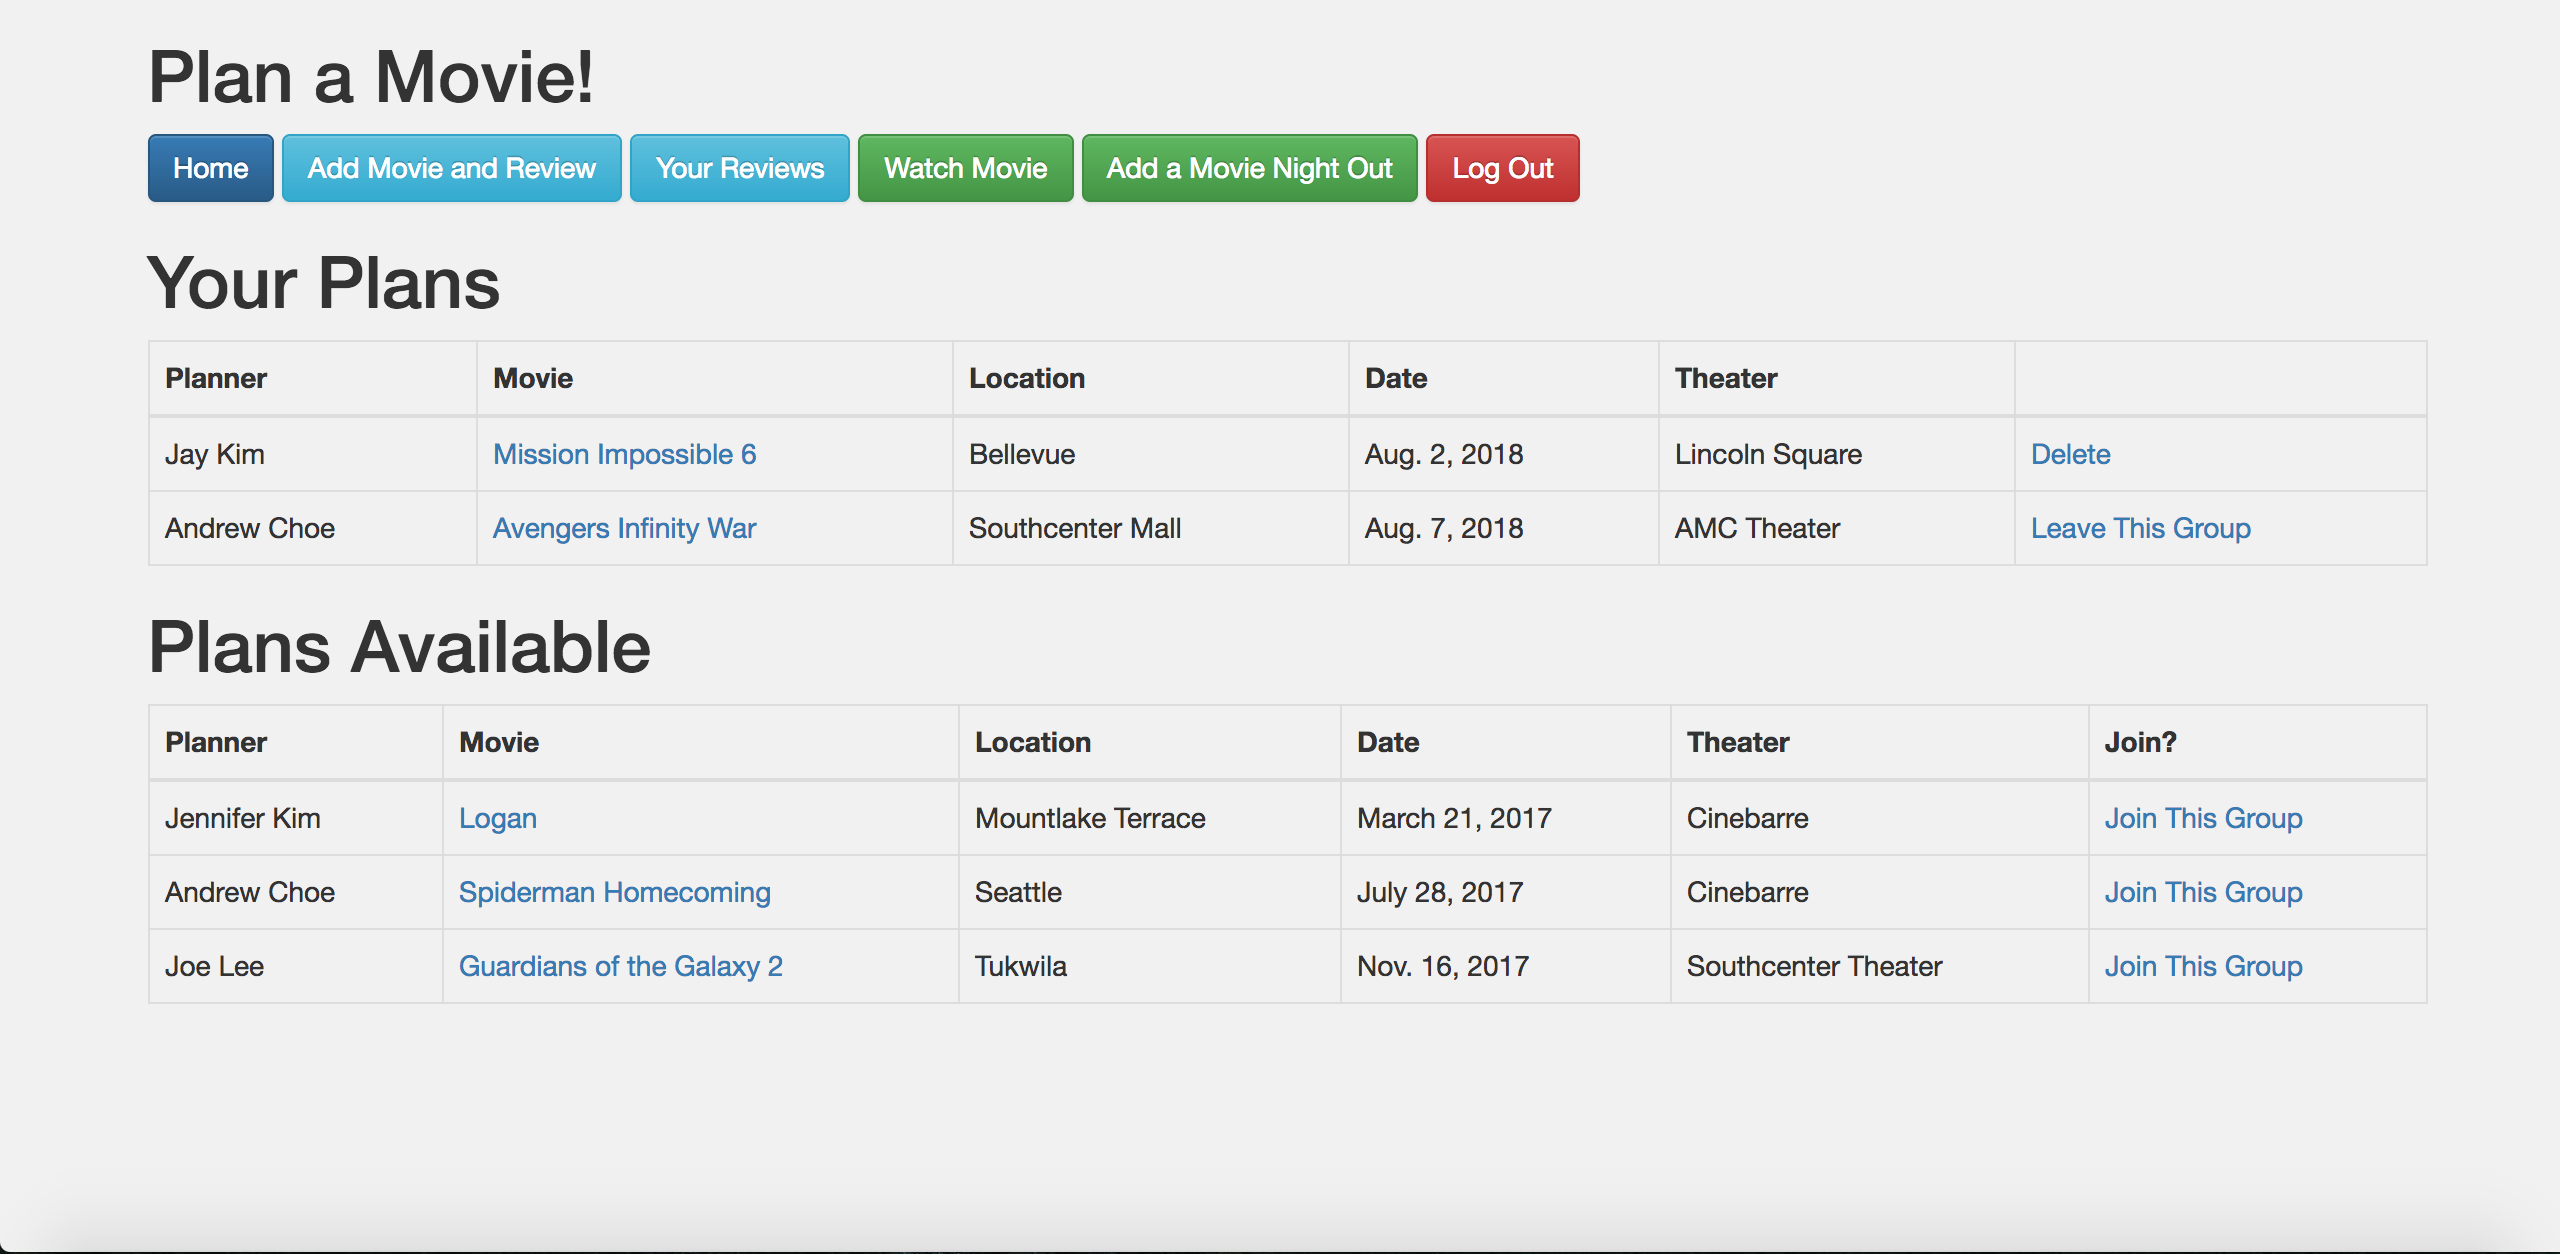 Plan a Movie!
Home Add Movie and Review Your Reviews Watch Movie Add a Movie Night Out Log Out
Your Plans
Planner Movie Location Date Theater
Jay Kim Mission Impossible 6 Bellevue Aug. 2, 2018 Lincoln Square Delete
Andrew Choe Avengers Infinity War Southcenter Mall Aug. 7, 2018 AMC Theater Leave This Group
Plans Available
Planner Movie Location Date Theater Join?
Jennifer Kim Logan Mountlake Terrace March 21, 2017 Cinebarre Join This Group
Andrew Choe Spiderman Homecoming Seattle July 28, 2017 Cinebarre Join This Group
Joe Lee Guardians of the Galaxy 2 Tukwila Nov. 16, 2017 Southcenter Theater Join This Group